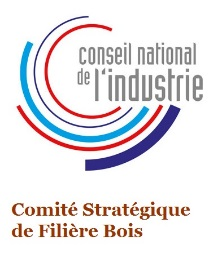 conseil national
de l'industrie
Comité Stratégique
de Filière Bois